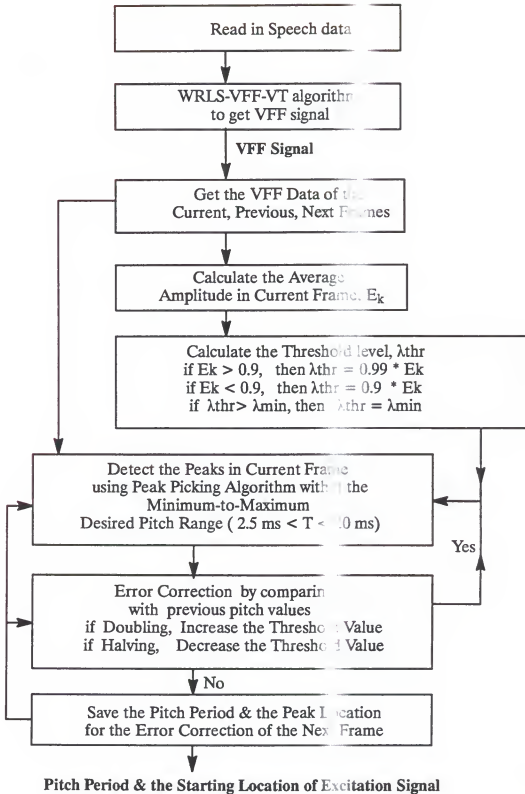 Read in Speech data
WRLS-VFF-VT algorithm
to get VFF signal
VFF Signal
Get the VFF Data of the
Current, Previous, Next Frames
Calculate the Average
Amplitude in Current Frame, Ek
Calculate the Threshold level, λthr
if Ek > 0.9, then λthr = 0.99 * Ek
if Ek < 0.9, then λthr = 0.9 * Ek
if λthr> λmin, then λthr = λmin
Detect the Peaks in Current Frame
using Peak Picking Algorithm with the
Minimum-to-Maximum
Desired Pitch Range ( 2.5 ms < T < ms)
Yes
Error Correction by comparing
with previous pitch values
if Doubling, Increase the Threshold Value
if Halving, Decrease the Threshold Value
No
Save the Pitch Period & the Peak Location
for the Error Correction of the Next Frame
Pitch Period & the Starting Location of Excitation Signal